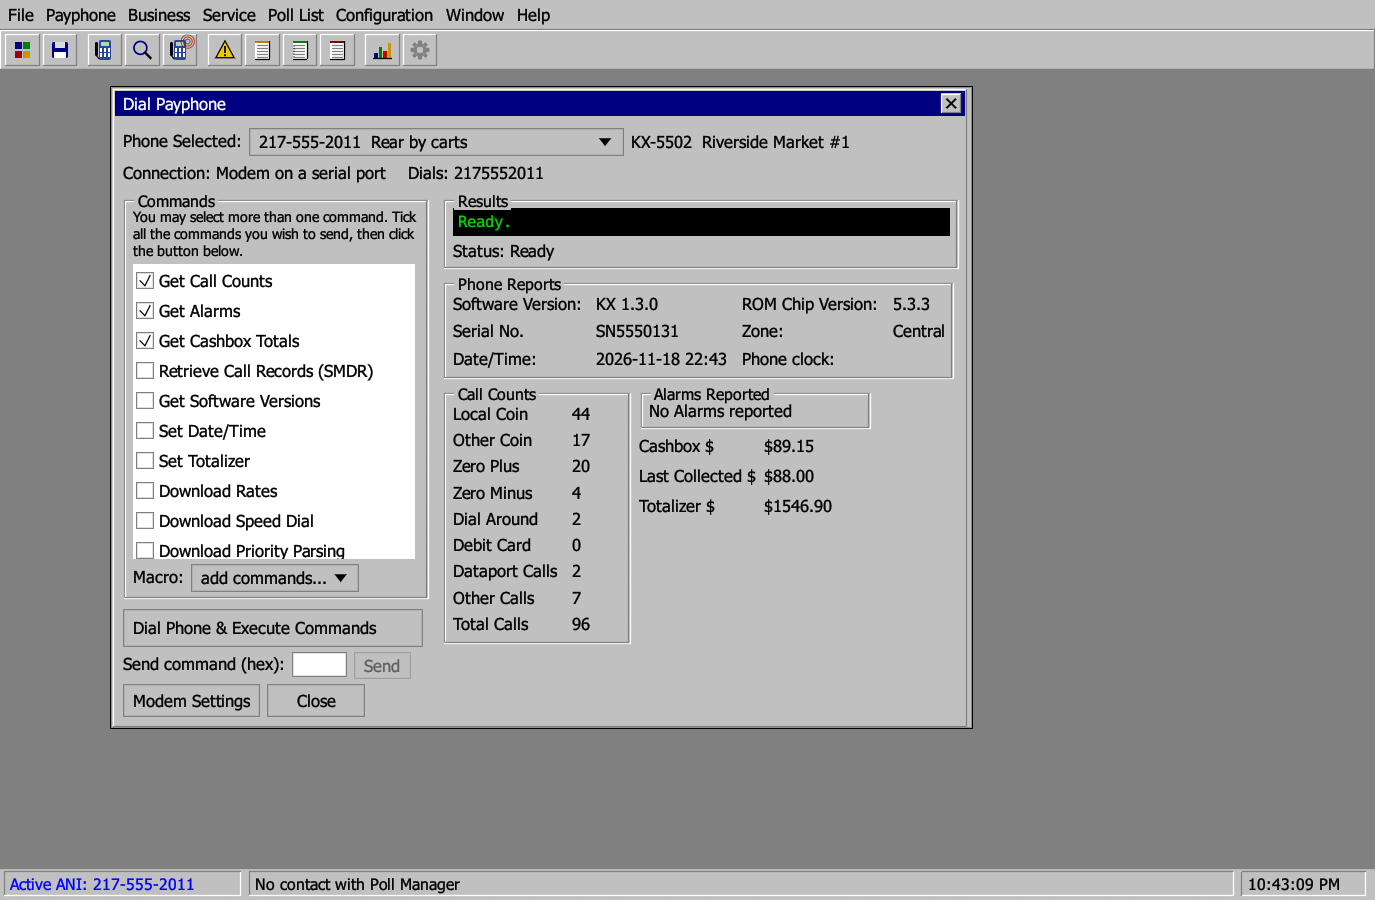 File Payphone Business Service Poll List Configuration Window Help
Dial Payphone
Phone Selected: 217-555-2011 Rear by carts KX-5502 Riverside Market #1
Connection: Modem on a serial port Dials: 2175552011
Commands
You may select more than one command. Tick
all the commands you wish to send, then click
the button below.
Get Call Counts
Get Alarms
Get Cashbox Totals
Retrieve Call Records (SMDR)
Get Software Versions
Set Date/Time
Set Totalizer
Download Rates
Download Speed Dial
Download Priority Parsing
Macro: add commands...
Dial Phone & Execute Commands
Send command (hex): Send
Modem Settings Close
Results
Ready.
Status: Ready
Phone Reports
Software Version: KX 1.3.0 ROM Chip Version: 5.3.3
Serial No. SN5550131 Zone: Central
Date/Time: 2026-11-18 22:43 Phone clock:
Call Counts
Local Coin 44
Other Coin 17
Zero Plus 20
Zero Minus 4
Dial Around 2
Debit Card 0
Dataport Calls 2
Other Calls 7
Total Calls 96
Alarms Reported
No Alarms reported
Cashbox $ $89.15
Last Collected $ $88.00
Totalizer $ $1546.90
Active ANI: 217-555-2011 No contact with Poll Manager 10:43:09 PM